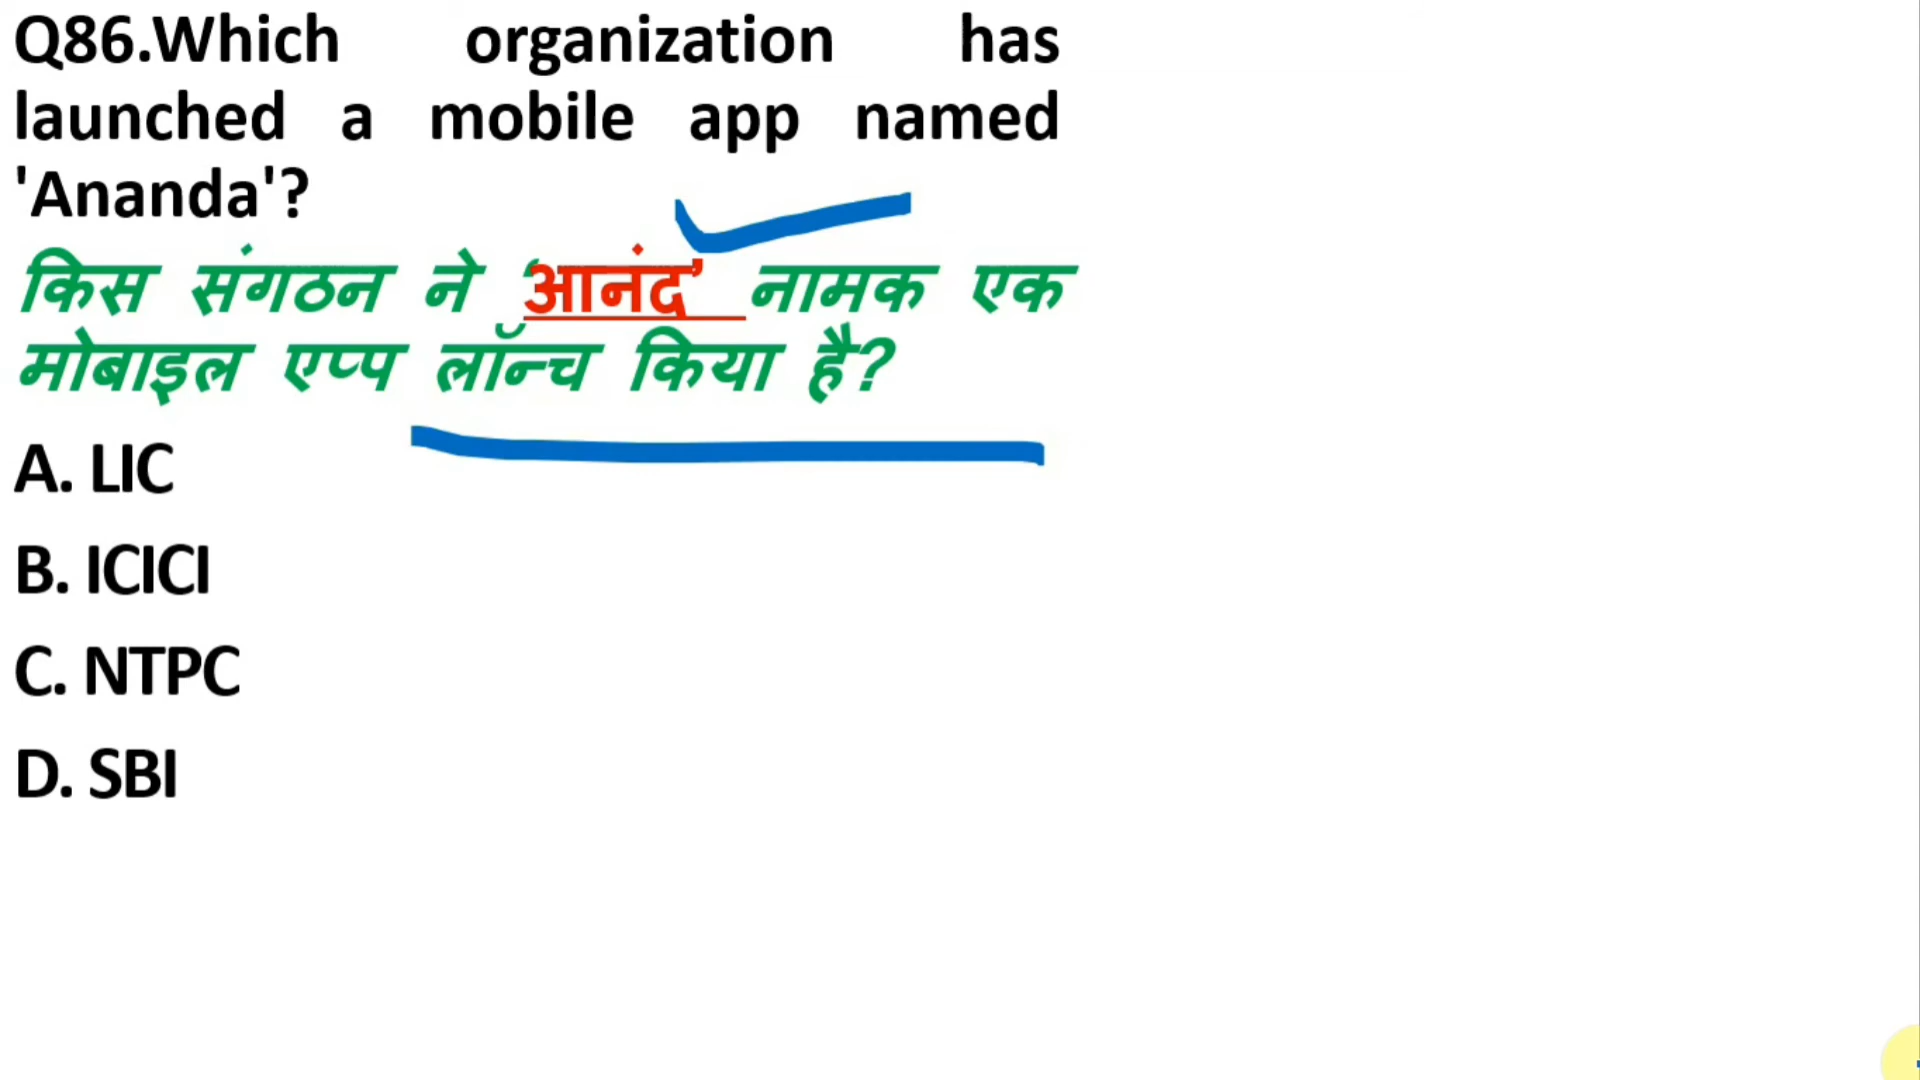 Q86.Which organization has
launched a mobile app named
'Ananda'?
किस संगठन ने ‘आनंद’ नामक एक
मोबाइल एप्प लॉन्च किया है?
A. LIC
B. ICICI
C. NTPC
D. SBI